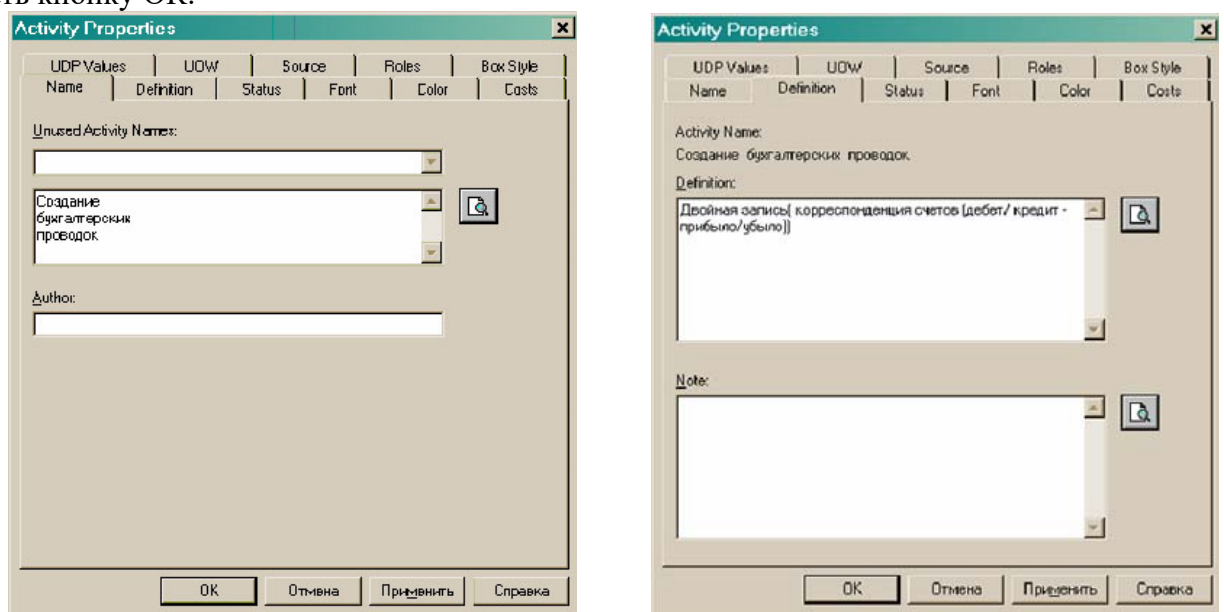 ть кнопку ОК.
Activity Properties
UDP Values UOW Source Roles Box Style
Name Definition Status Font Color Costs
Unused Activity Names:
Создание
бухгалтерских
проводок
Author:
OK Отмена Применить Справка
Activity Properties
UDP Values UOW Source Roles Box Style
Name Definition Status Font Color Costs
Activity Name:
Создание бухгалтерских проводок
Definition:
Двойная запись( корреспонденция счетов (дебет/ кредит -
прибыло/убыло))
Note:
OK Отмена Применить Справка